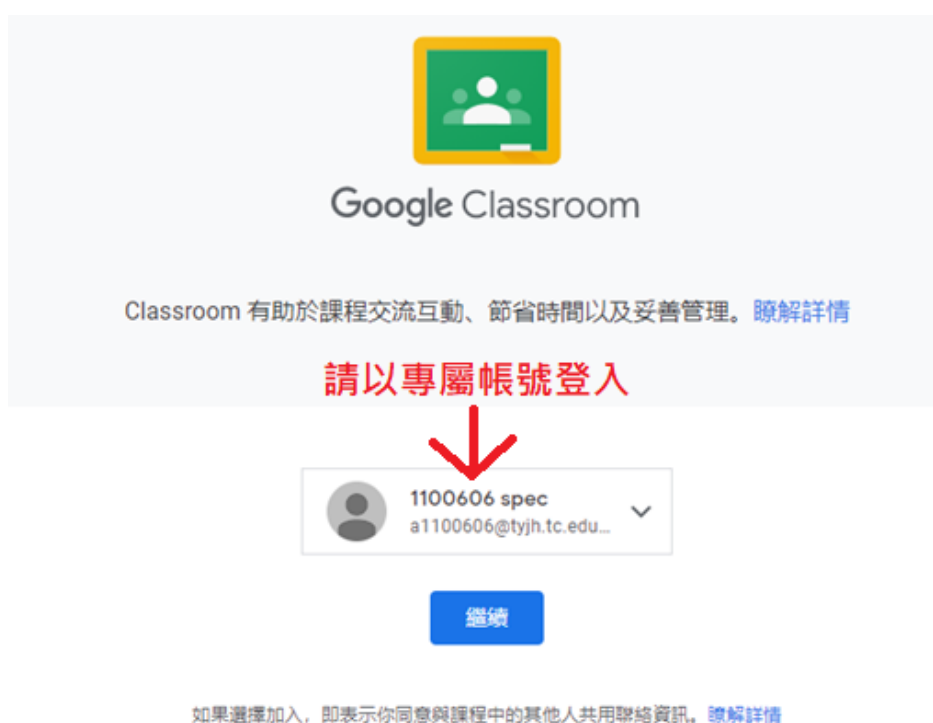 Google Classroom
Classroom 有助於課程交流互動、節省時間以及妥善管理。瞭解詳情
請以專屬帳號登入
1100606 spec
a1100606@tyjh.tc.edu...
繼續
如果選擇加入，即表示你同意與課程中的其他人共用聯絡資訊。瞭解詳情